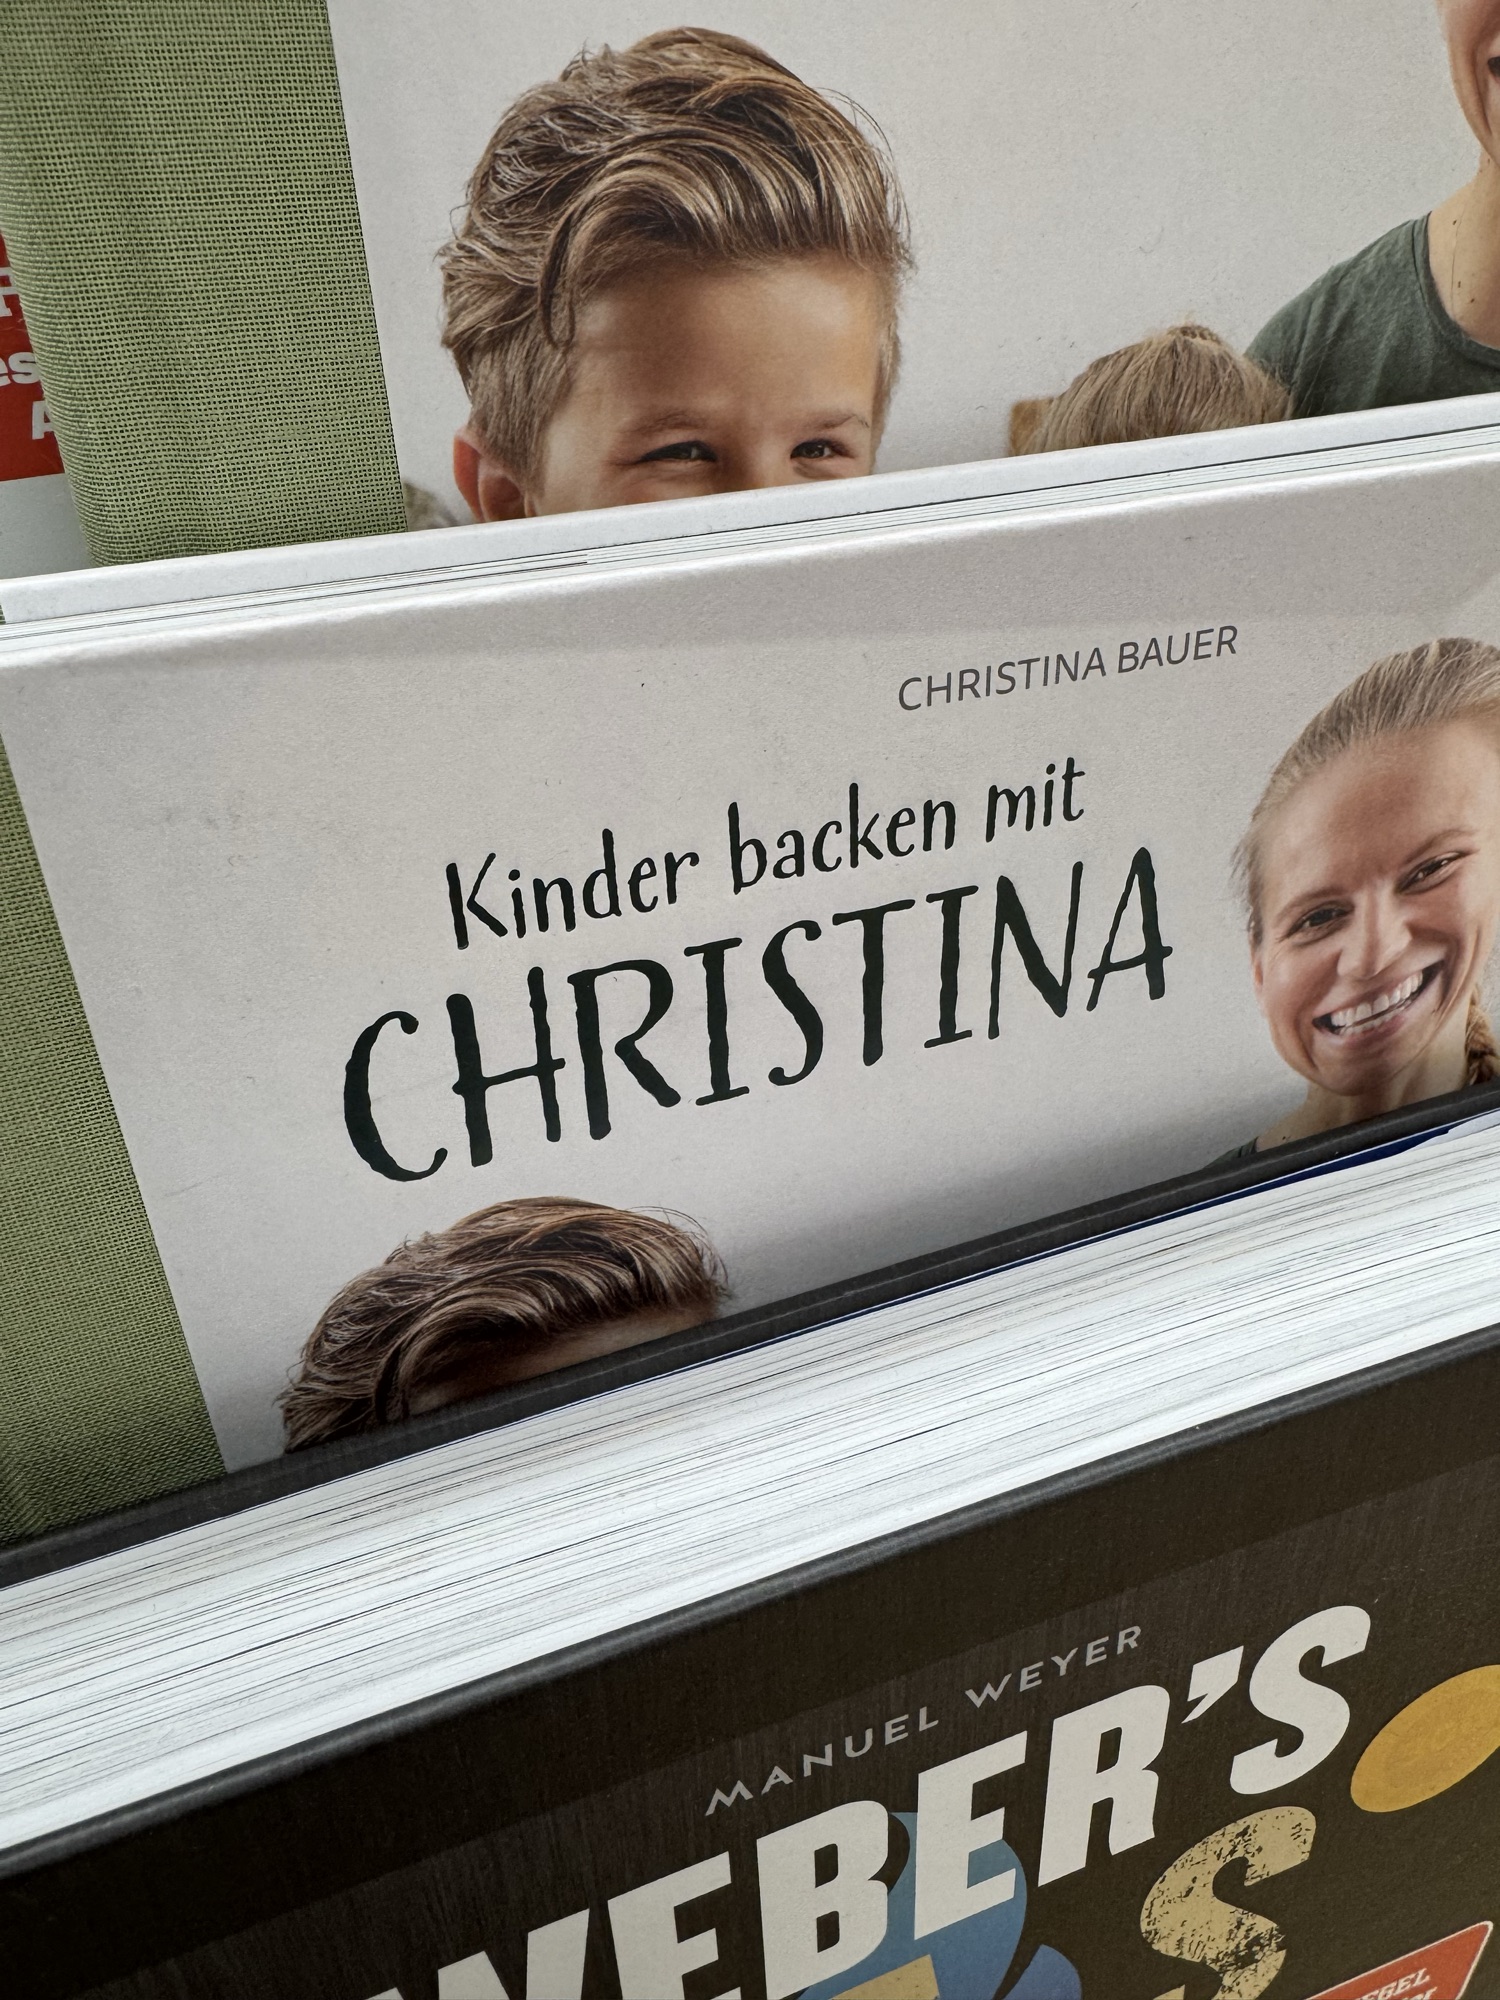 CHRISTINA BAUER
Kinder backen mit
CHRISTINA
MANUEL WEYER
WEBER'S